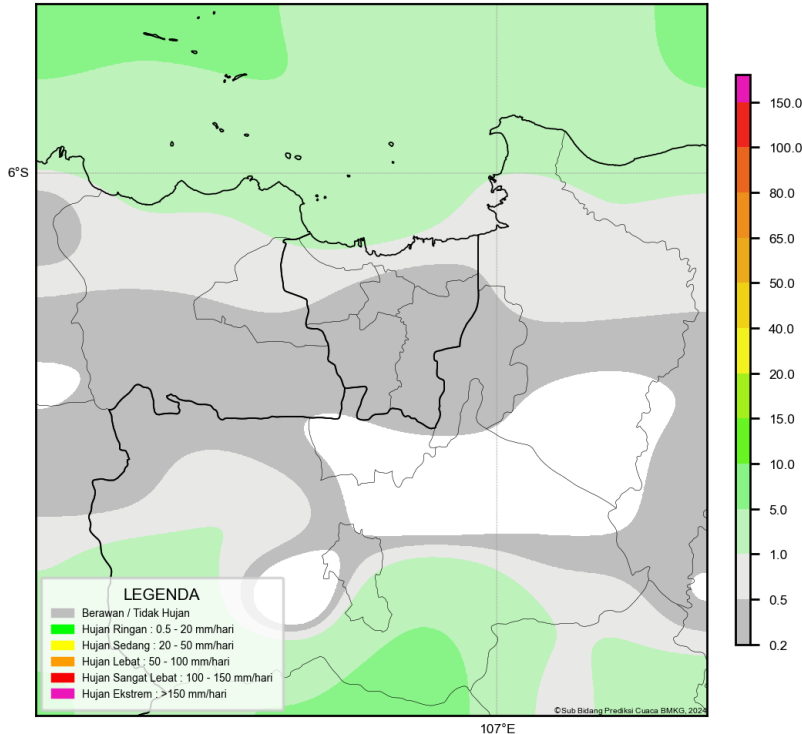 6°S
107°E
LEGENDA
Berawan / Tidak Hujan
Hujan Ringan : 0.5 - 20 mm/hari
Hujan Sedang : 20 - 50 mm/hari
Hujan Lebat : 50 - 100 mm/hari
Hujan Sangat Lebat : 100 - 150 mm/hari
Hujan Ekstrem : >150 mm/hari
©Sub Bidang Prediksi Cuaca BMKG, 2024
150.0
100.0
80.0
65.0
50.0
40.0
20.0
15.0
10.0
5.0
1.0
0.5
0.2